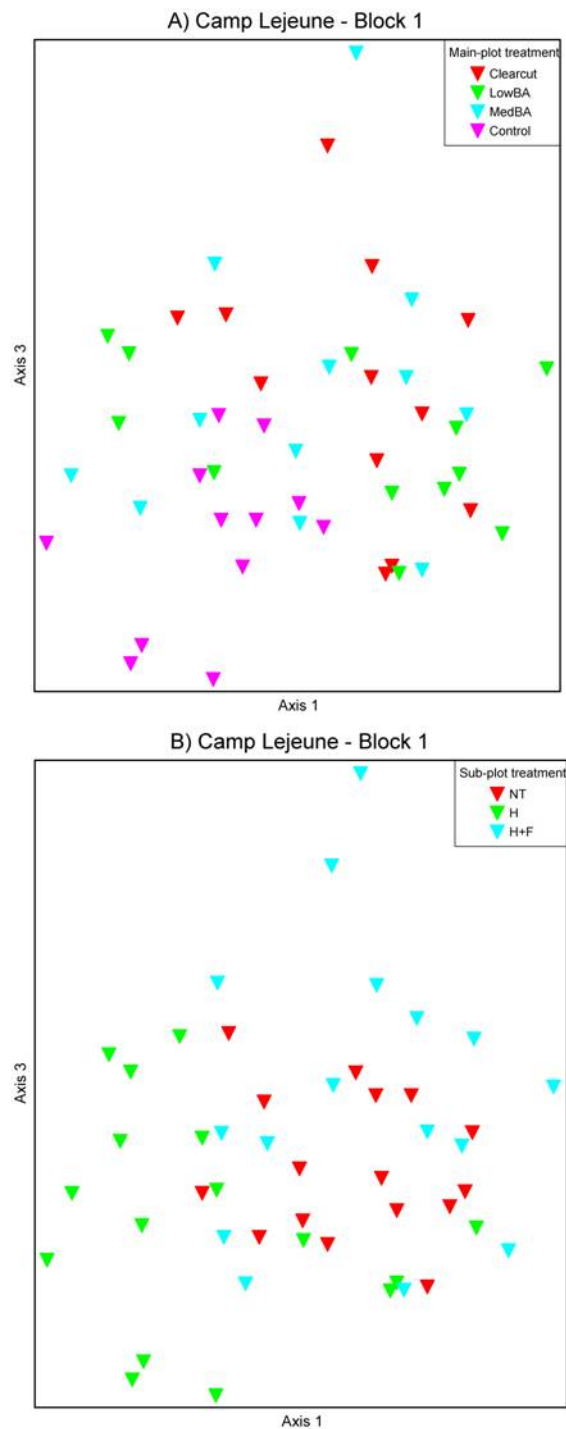 A) Camp Lejeune - Block 1
Main-plot treatment
Clearcut
LowBA
MedBA
Control
Axis 3
Axis 1
B) Camp Lejeune - Block 1
Sub-plot treatment
NT
H
H+F
Axis 3
Axis 1